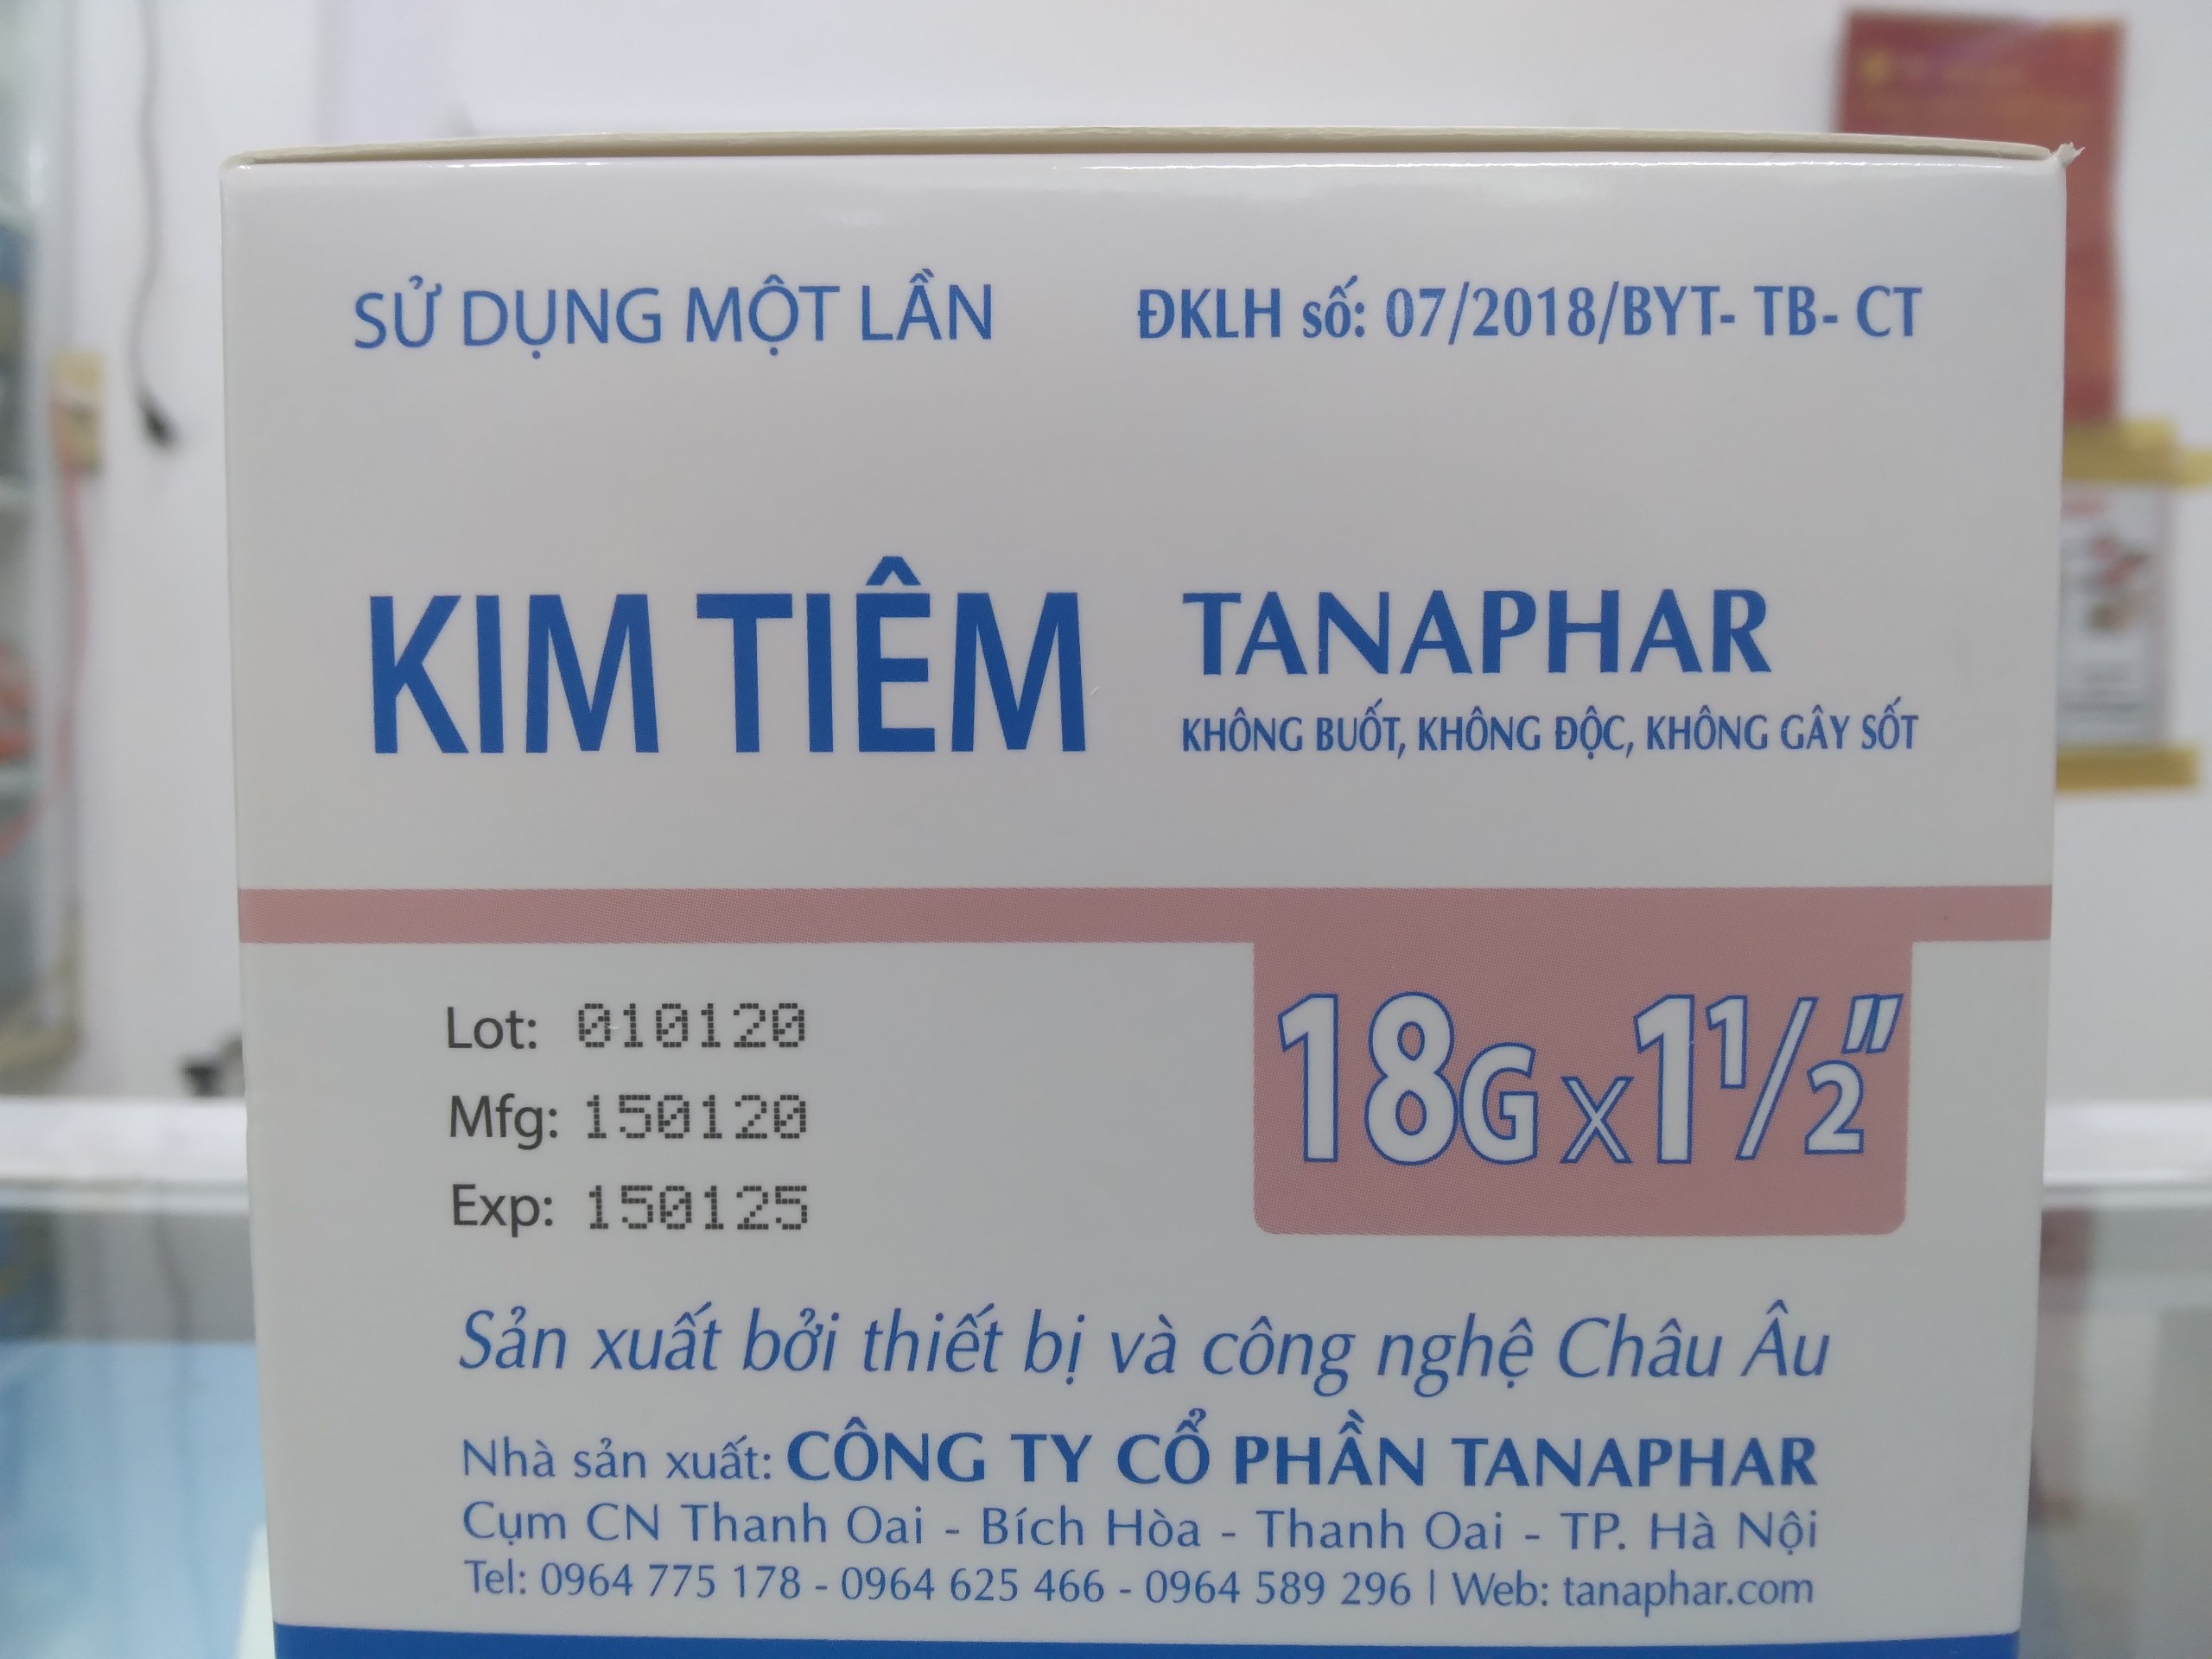 SỬ DỤNG MỘT LẦN
ĐKLH số: 07/2018/BYT- TB- CT
KIM TIÊM
TANAPHAR
KHÔNG BUỐT, KHÔNG ĐỘC, KHÔNG GÂY SỐT
Lot: 010120
Mfg: 150120
Exp: 150125
18G x 1 1/2"
Sản xuất bởi thiết bị và công nghệ Châu Âu
Nhà sản xuất: CÔNG TY CỔ PHẦN TANAPHAR
Cụm CN Thanh Oai - Bích Hòa - Thanh Oai - TP. Hà Nội
Tel: 0964 775 178 - 0964 625 466 - 0964 589 296 | Web: tanaphar.com